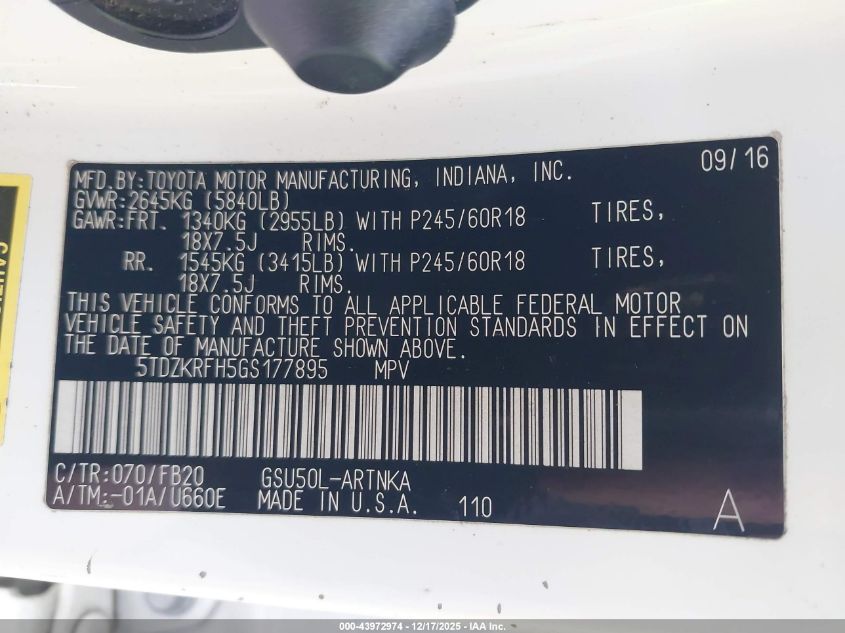 MFD.BY:TOYOTA MOTOR MANUFACTURING, INDIANA, INC. 09/16
GVWR:2645KG (5840LB)
GAWR:FRT. 1340KG (2955LB) WITH P245/60R18 TIRES,
18X7.5J RIMS.
RR. 1545KG (3415LB) WITH P245/60R18 TIRES,
18X7.5J RIMS.
THIS VEHICLE CONFORMS TO ALL APPLICABLE FEDERAL MOTOR
VEHICLE SAFETY AND THEFT PREVENTION STANDARDS IN EFFECT ON
THE DATE OF MANUFACTURE SHOWN ABOVE.
5TDZKRFH5GS177895 MPV
C/TR:070/FB20 GSU50L-ARTNKA
A/TM:-01A/U660E MADE IN U.S.A. 110 A
000-43972974 | 12/17/2025 - IAA Inc.